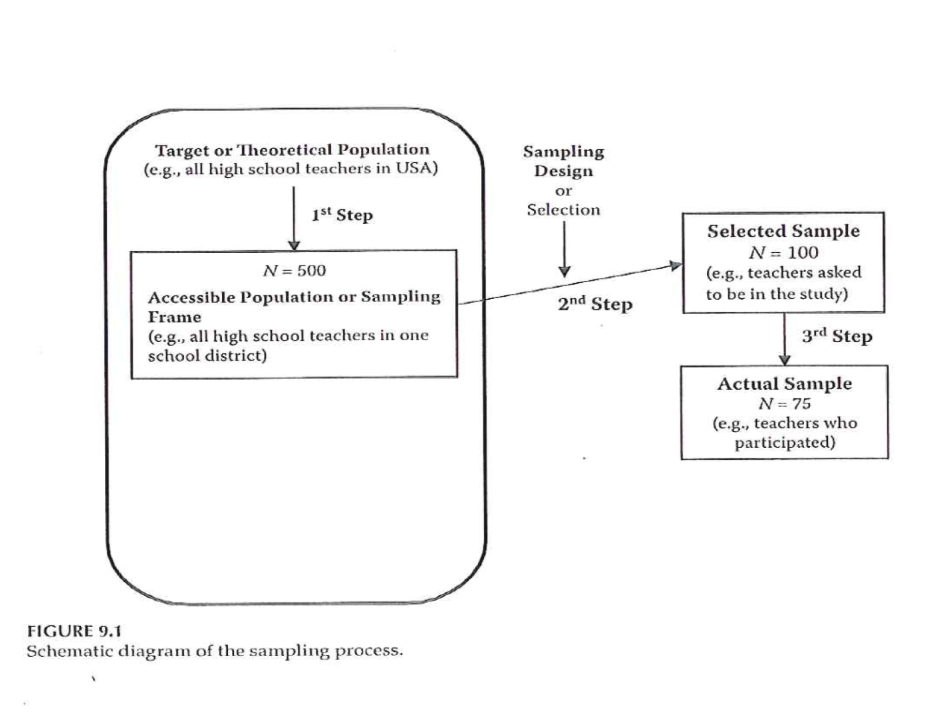 Target or Theoretical Population
(e.g., all high school teachers in USA)
1st Step
N = 500
Accessible Population or Sampling
Frame
(e.g., all high school teachers in one
school district)
Sampling
Design
or
Selection
2nd Step
Selected Sample
N = 100
(e.g., teachers asked
to be in the study)
3rd Step
Actual Sample
N = 75
(e.g., teachers who
participated)
FIGURE 9.1
Schematic diagram of the sampling process.